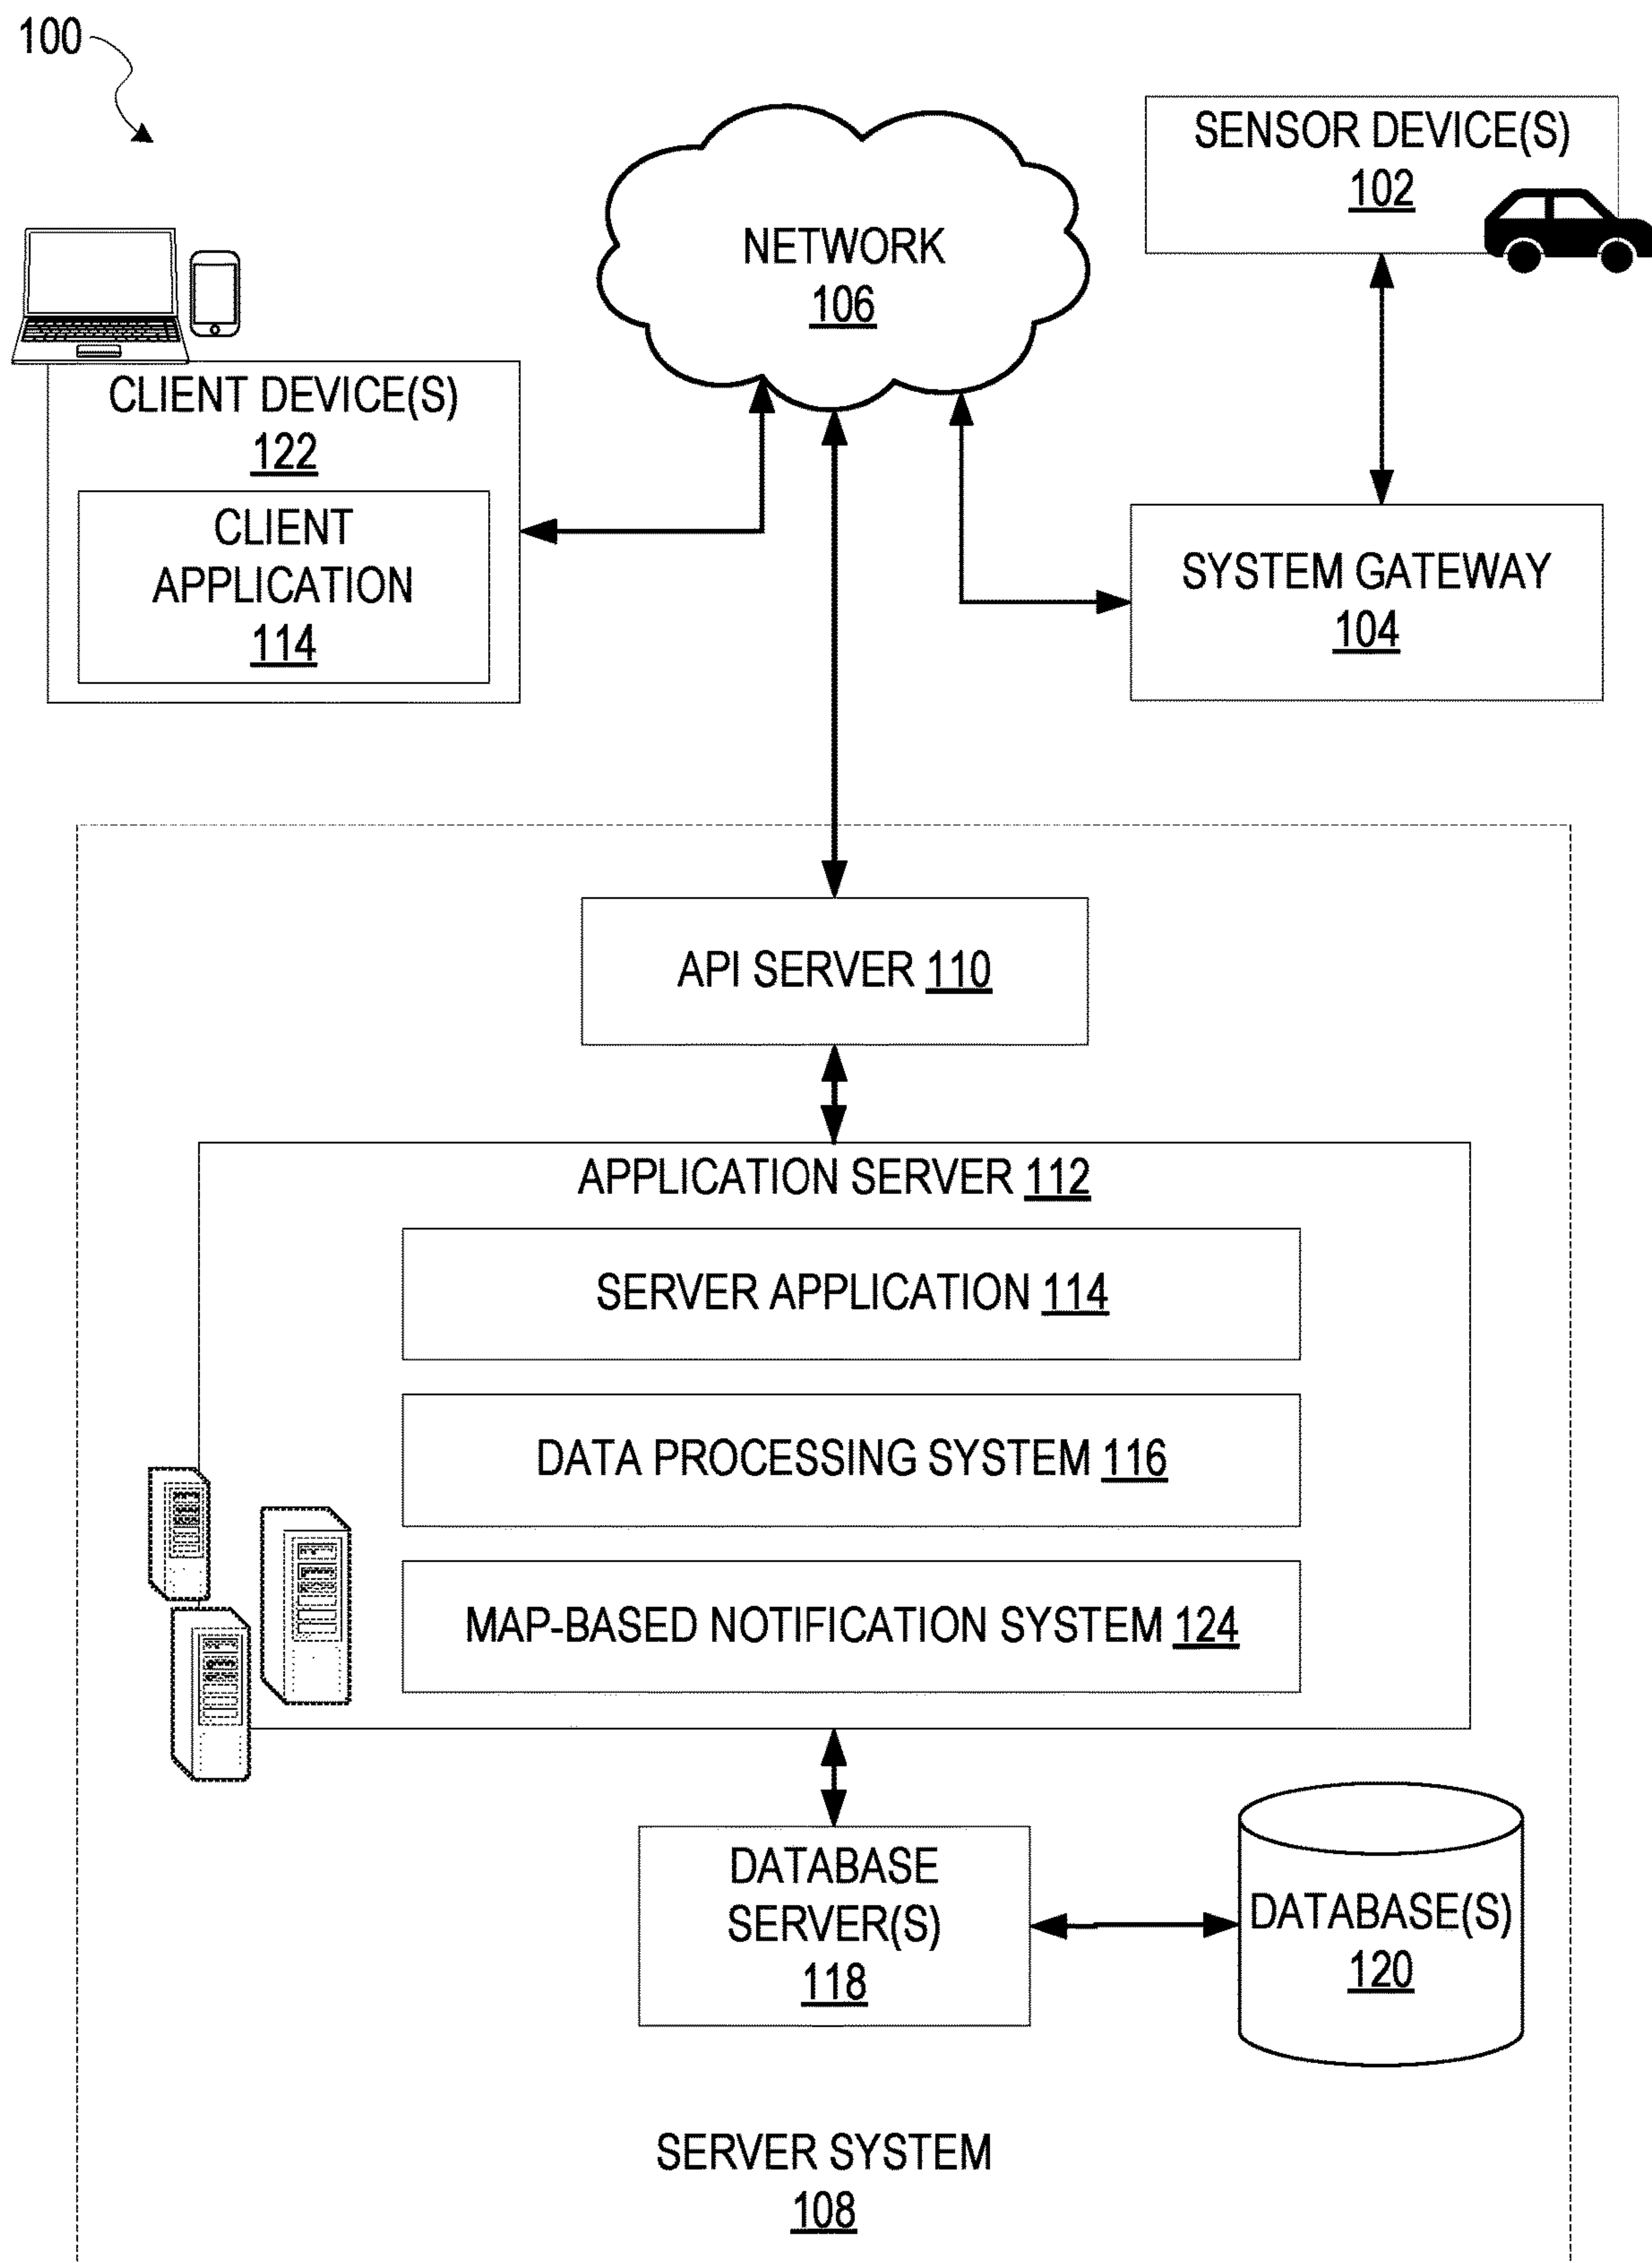 100
SENSOR DEVICE(S)
102
NETWORK
106
CLIENT DEVICE(S)
122
CLIENT
APPLICATION
114
SYSTEM GATEWAY
104
API SERVER 110
APPLICATION SERVER 112
SERVER APPLICATION 114
DATA PROCESSING SYSTEM 116
MAP-BASED NOTIFICATION SYSTEM 124
DATABASE
SERVER(S)
118
DATABASE(S)
120
SERVER SYSTEM
108